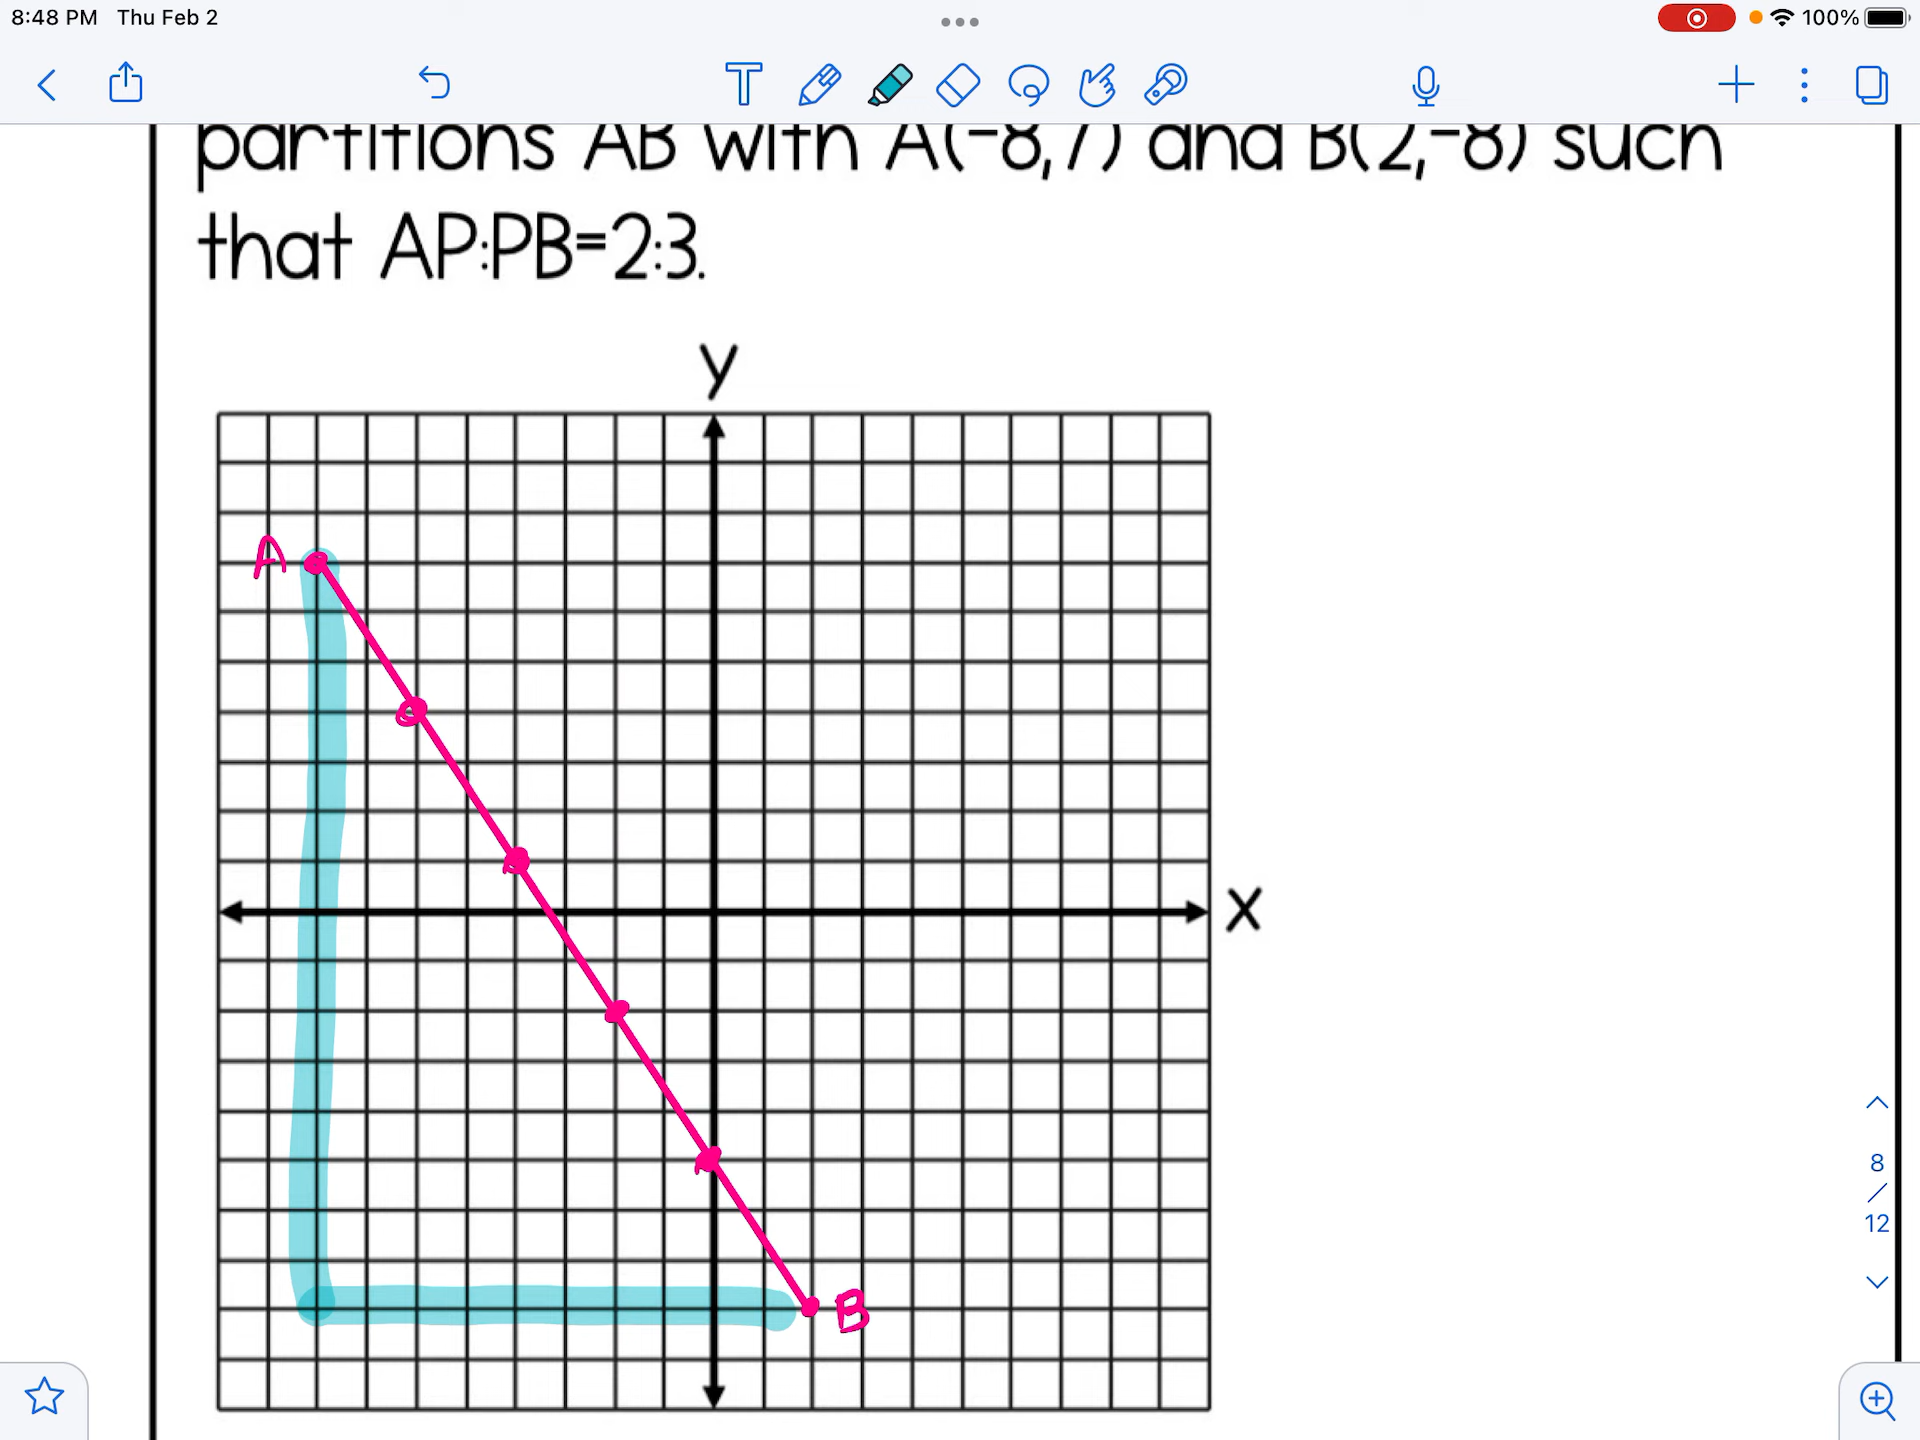 8:48 PM Thu Feb 2
100%
T
partitions AB with A(-8,7) and B(2,-8) such
that AP:PB=2:3.
y
A
x
B
8
/
12